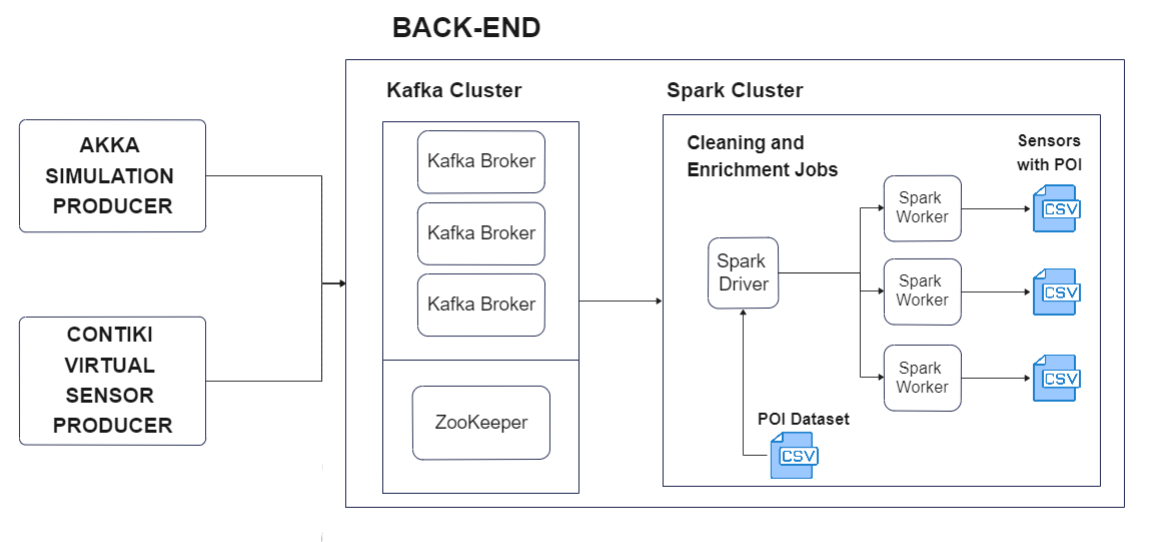 BACK-END
AKKA
SIMULATION
PRODUCER
CONTIKI
VIRTUAL
SENSOR
PRODUCER
Kafka Cluster
Kafka Broker
Kafka Broker
Kafka Broker
ZooKeeper
Spark Cluster
Cleaning and
Enrichment Jobs
Spark
Driver
POI Dataset
CSV
Spark
Worker
Spark
Worker
Spark
Worker
Sensors
with POI
CSV
CSV
CSV